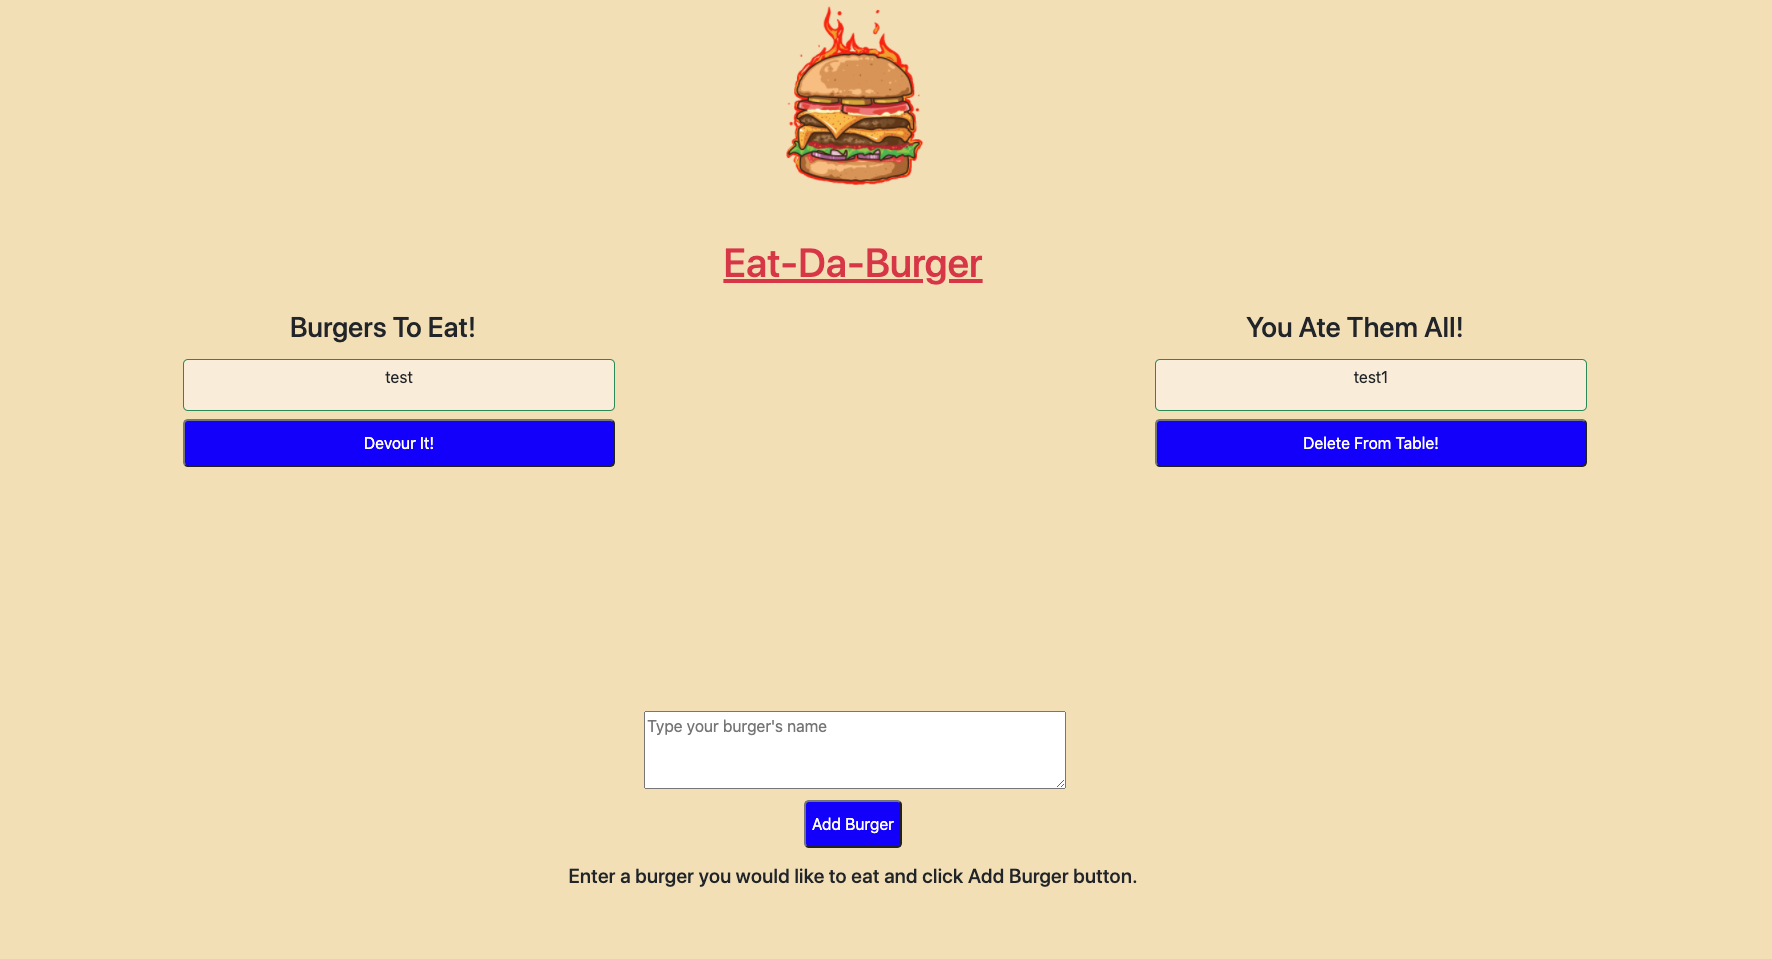 Eat-Da-Burger
Burgers To Eat!
test
Devour It!
You Ate Them All!
test1
Delete From Table!
Type your burger's name
Add Burger
Enter a burger you would like to eat and click Add Burger button.